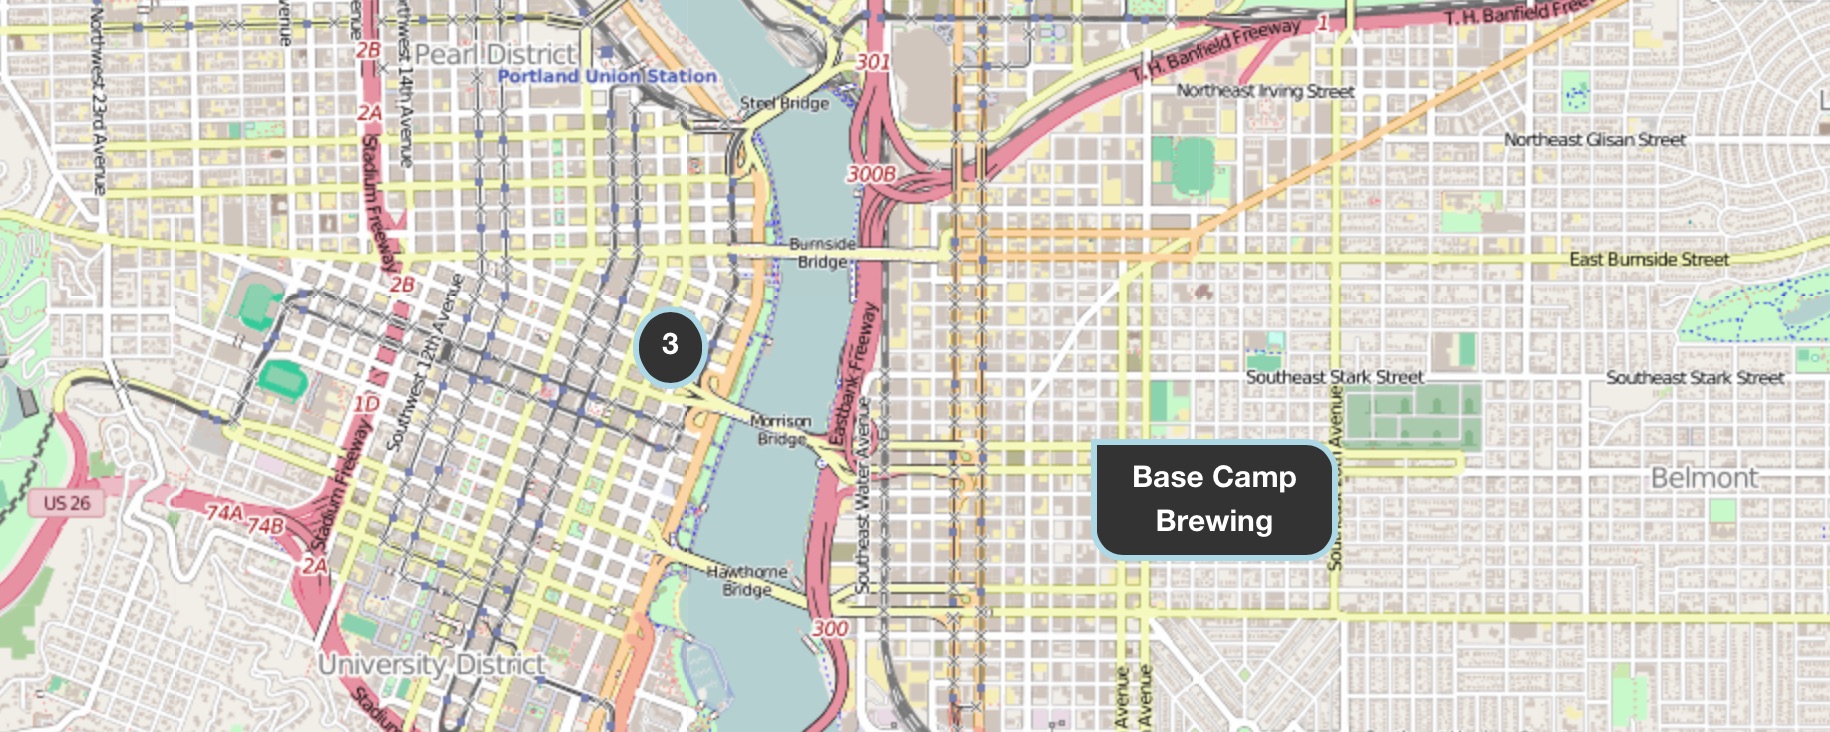 Northwest 23rd Avenue
2B
2A
Stadium Freeway
Northwest 14th Avenue
Pearl District
Portland Union Station
Steel Bridge
301
300B
T. H. Banfield Freeway
1
Northeast Irving Street
Northeast Glisan Street
Burnside
Bridge
East Burnside Street
2B
Southwest 12th Avenue
3
Eastbank Freeway
Southeast Stark Street
Southeast Stark Street
1D
Morrison
Bridge
Southeast Water Avenue
Avenue
Base Camp
Brewing
Belmont
US 26
74A
74B
Stadium Freeway
2A
Hawthorne
Bridge
300
University District
Avenue
Avenue